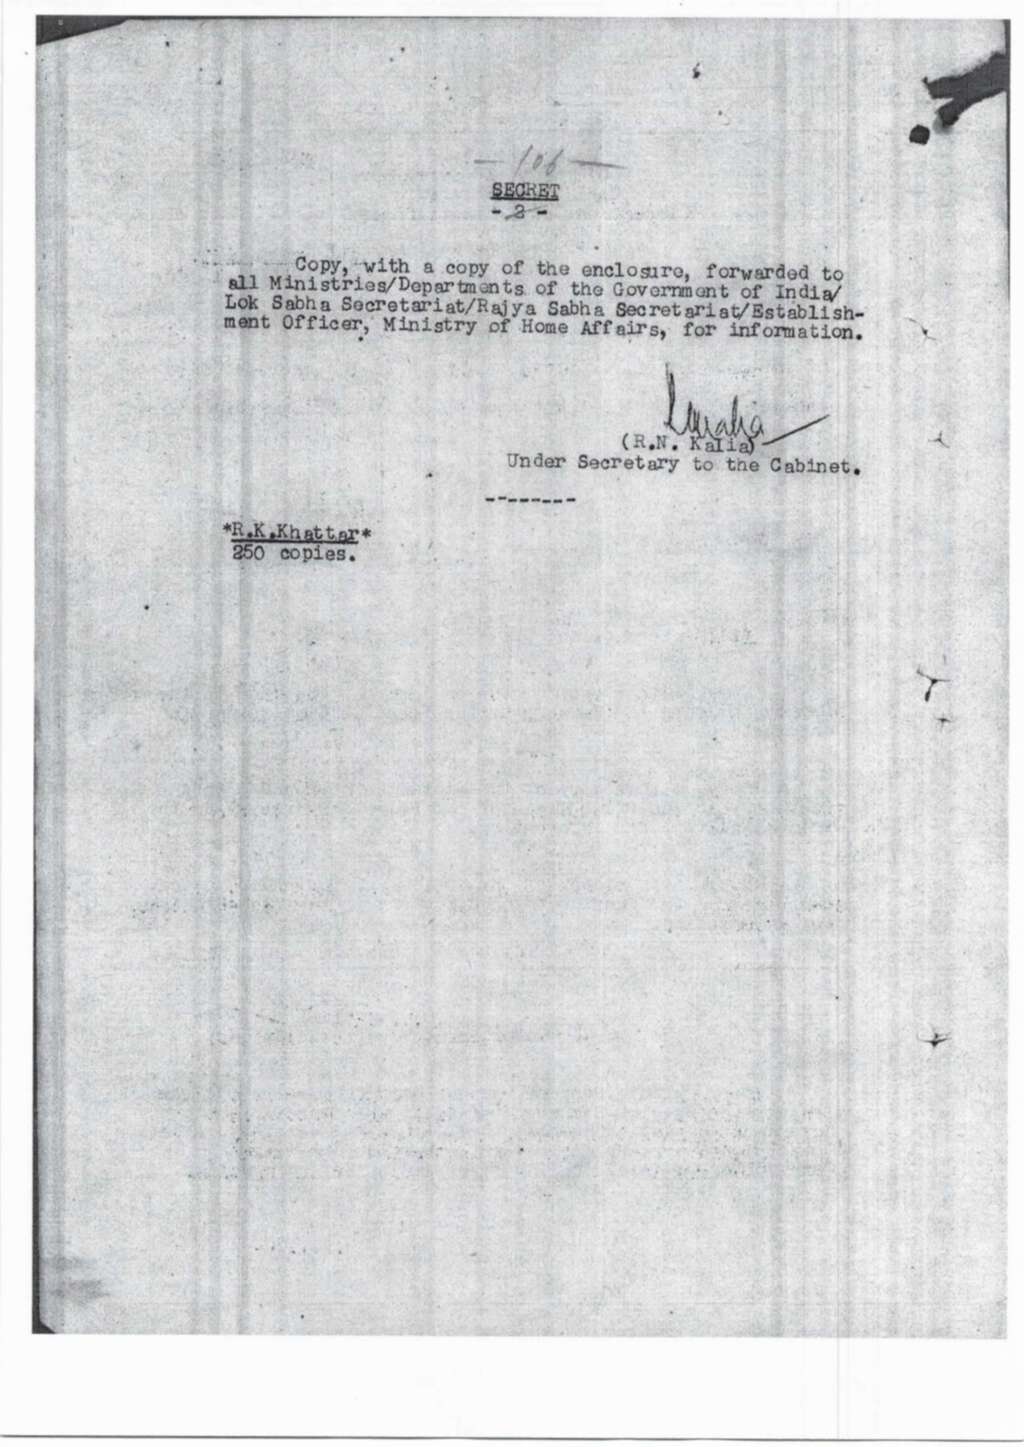 -106-
SECRET
- 2 -
Copy, with a copy of the enclosure, forwarded to
all Ministries/Departments of the Government of India/
Lok Sabha Secretariat/Rajya Sabha Secretariat/Establish-
ment Officer, Ministry of Home Affairs, for information.
(R.N. Kalia)
Under Secretary to the Cabinet.
--------
*R.K.Khattar*
250 copies.